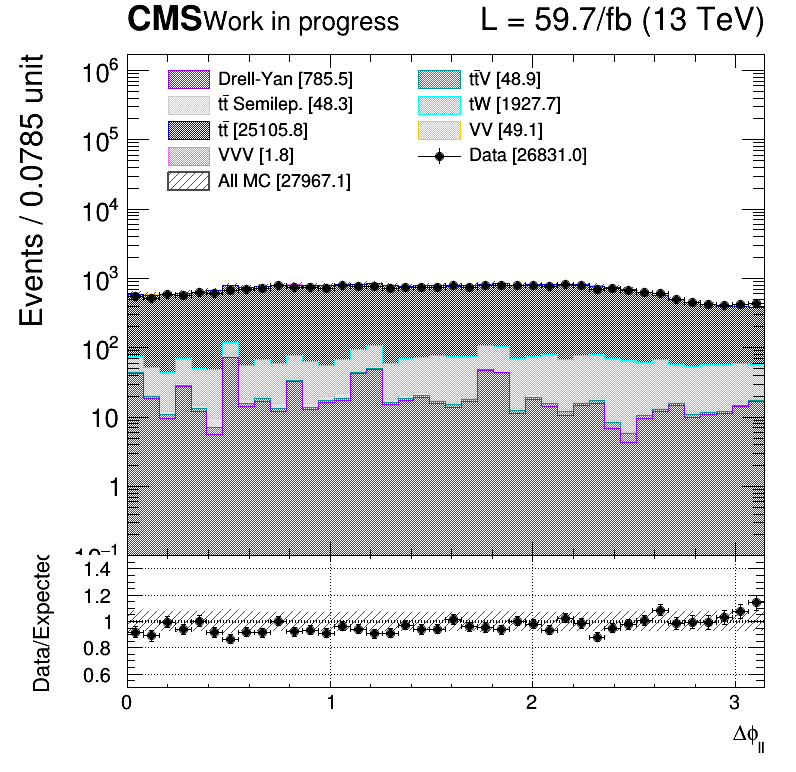 CMS Work in progress L = 59.7/fb (13 TeV)
Events / 0.0785 unit
10⁶
10⁵
10⁴
10³
10²
10
1
10⁻¹
Drell-Yan [785.5]
tt̄ Semilep. [48.3]
tt̄ [25105.8]
VVV [1.8]
All MC [27967.1]
tt̄V [48.9]
tW [1927.7]
VV [49.1]
Data [26831.0]
Data/Expected
1.4
1.2
1
0.8
0.6
0 1 2 3
Δϕ_ll